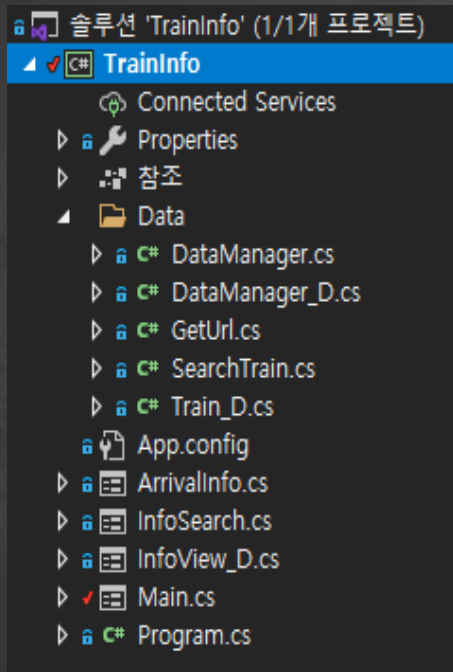 솔루션 'TrainInfo' (1/1개 프로젝트)
C# TrainInfo
Connected Services
Properties
참조
Data
C# DataManager.cs
C# DataManager_D.cs
C# GetUrl.cs
C# SearchTrain.cs
C# Train_D.cs
App.config
ArrivalInfo.cs
InfoSearch.cs
InfoView_D.cs
Main.cs
C# Program.cs